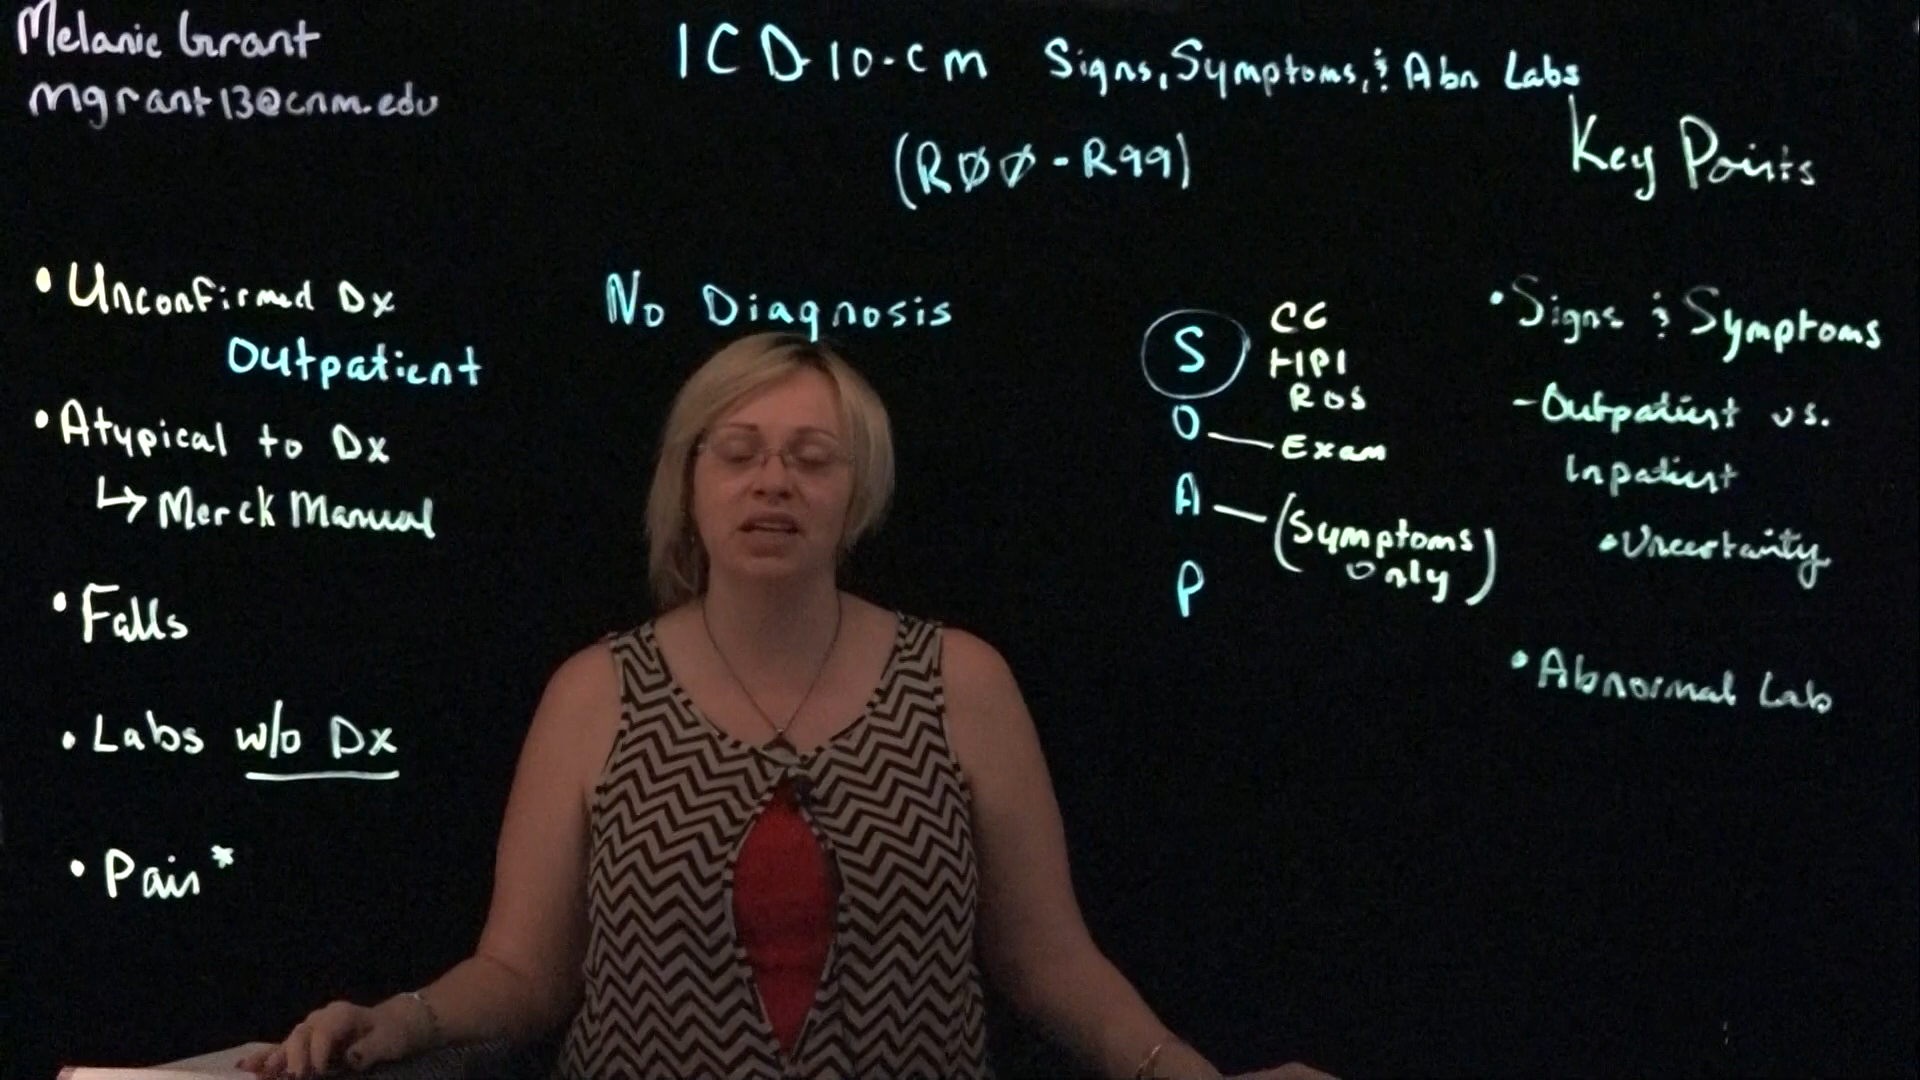 Melanie Grant
mgrant13@cnm.edu
ICD-10-cm Signs, Symptoms, & Abn Labs
(RØØ-R99)
Key Points
• Unconfirmed Dx
Outpatient
• Atypical to Dx
↳ Merck Manual
• Falls
• Labs w/o Dx
• Pain*
No Diagnosis
S
CC
HPI
ROS
O — Exam
A — (Symptoms
only)
P
• Signs & Symptoms
- Outpatient vs.
Inpatient
• Uncertainty
• Abnormal Lab